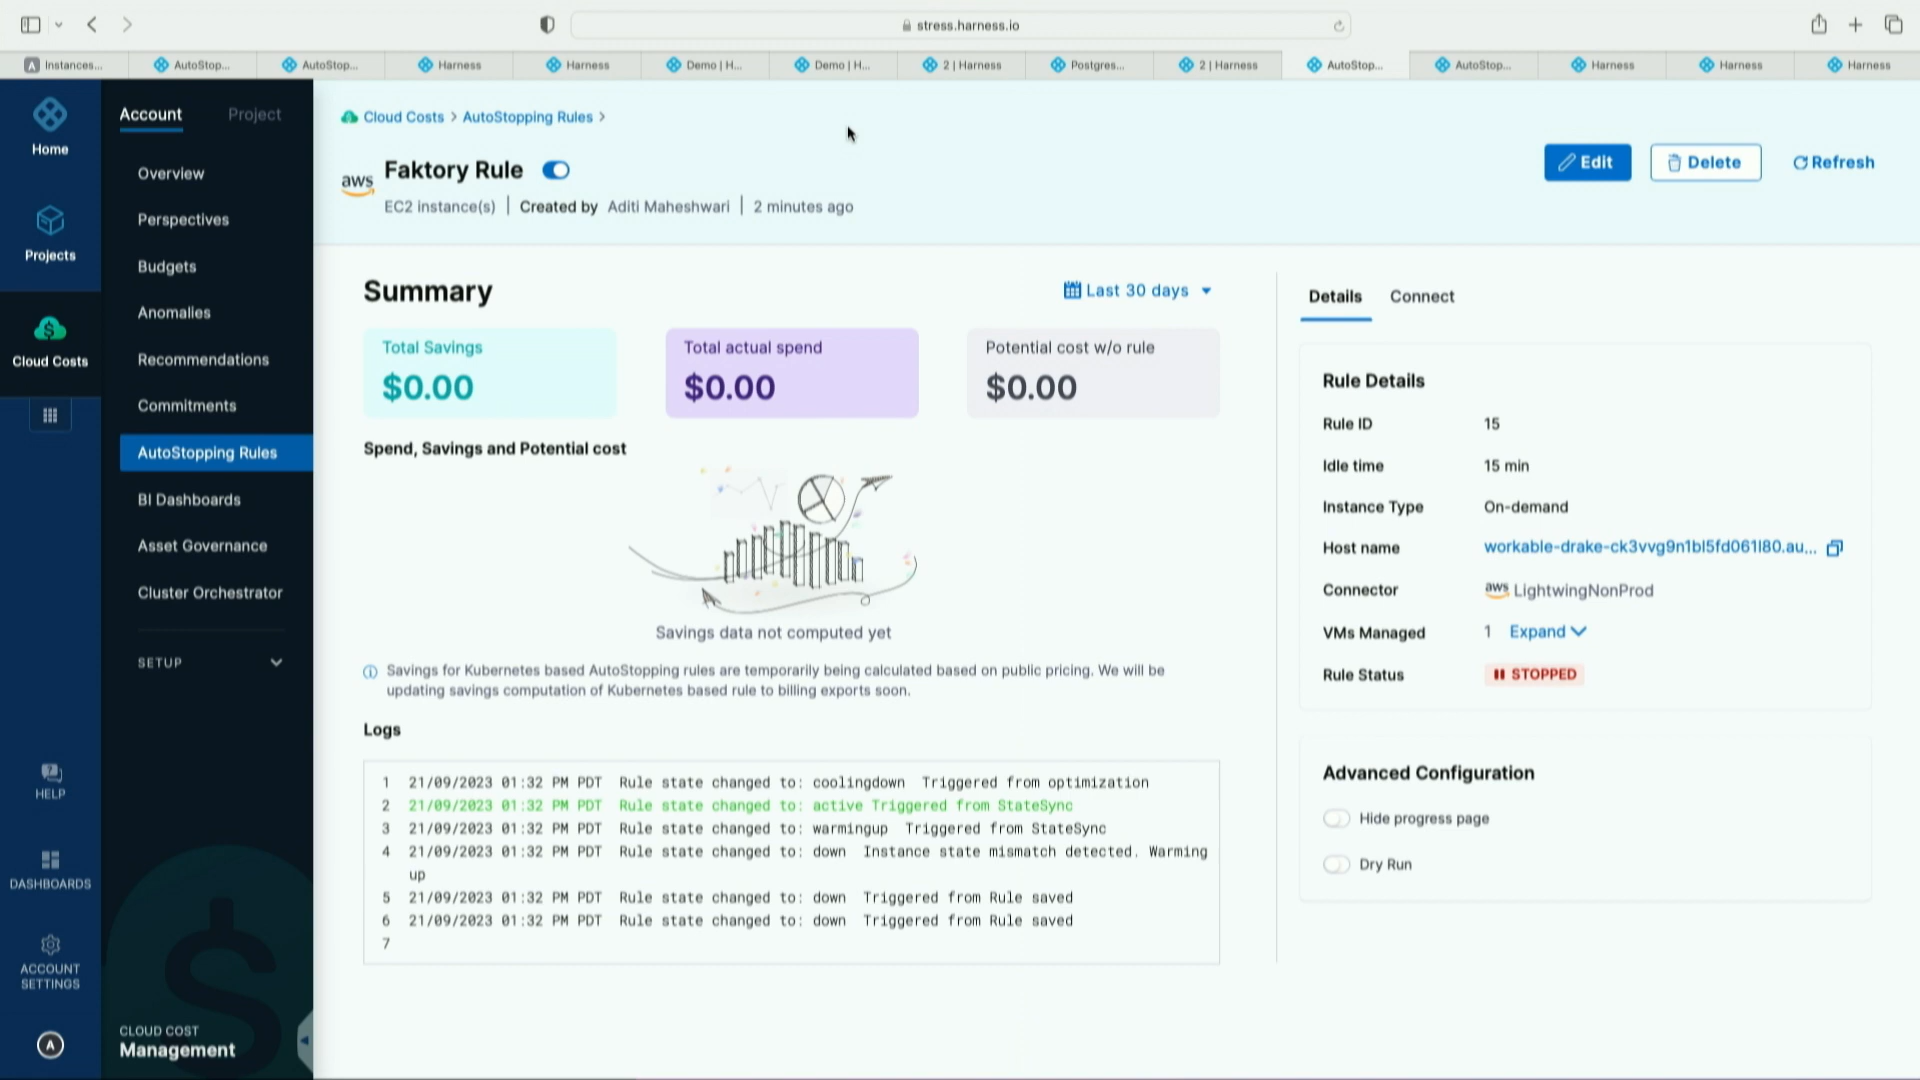 stress.harness.io
Instances...
AutoStop...
AutoStop...
Harness
Harness
Demo | H...
Demo | H...
2 | Harness
Postgres...
2 | Harness
AutoStop...
AutoStop...
Harness
Harness
Harness
Home
Projects
Cloud Costs
HELP
DASHBOARDS
ACCOUNT
SETTINGS
A
Account Project
Overview
Perspectives
Budgets
Anomalies
Recommendations
Commitments
AutoStopping Rules
BI Dashboards
Asset Governance
Cluster Orchestrator
SETUP
CLOUD COST
Management
Cloud Costs > AutoStopping Rules >
aws
Faktory Rule
EC2 instance(s) | Created by Aditi Maheshwari | 2 minutes ago
Edit
Delete
Refresh
Summary
Last 30 days
Total Savings
$0.00
Total actual spend
$0.00
Potential cost w/o rule
$0.00
Spend, Savings and Potential cost
Savings data not computed yet
Savings for Kubernetes based AutoStopping rules are temporarily being calculated based on public pricing. We will be
updating savings computation of Kubernetes based rule to billing exports soon.
Logs
1 21/09/2023 01:32 PM PDT Rule state changed to: coolingdown Triggered from optimization
2 21/09/2023 01:32 PM PDT Rule state changed to: active Triggered from StateSync
3 21/09/2023 01:32 PM PDT Rule state changed to: warmingup Triggered from StateSync
4 21/09/2023 01:32 PM PDT Rule state changed to: down Instance state mismatch detected. Warming
up
5 21/09/2023 01:32 PM PDT Rule state changed to: down Triggered from Rule saved
6 21/09/2023 01:32 PM PDT Rule state changed to: down Triggered from Rule saved
7
Details Connect
Rule Details
Rule ID 15
Idle time 15 min
Instance Type On-demand
Host name workable-drake-ck3vvg9n1bl5fd061l80.au...
Connector aws LightwingNonProd
VMs Managed 1 Expand
Rule Status STOPPED
Advanced Configuration
Hide progress page
Dry Run